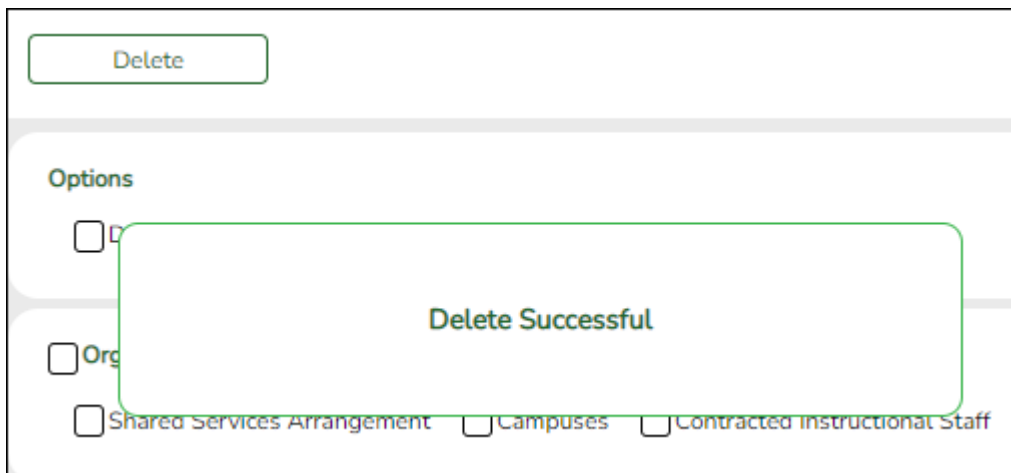 Delete
Options
Delete Successful
Shared Services Arrangement Campuses Contracted Instructional Staff